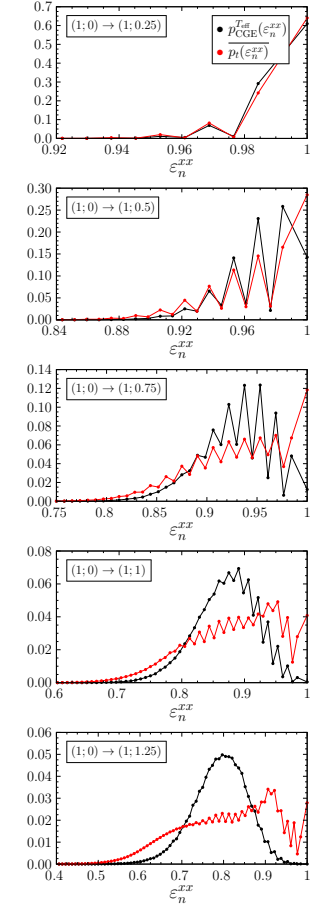 0.7
0.6
0.5
0.4
0.3
0.2
0.1
0.0
(1; 0) → (1; 0.25)
p_CGE^{T_eff}(ε_n^{xx})
p_t(ε_n^{xx})
0.92 0.94 0.96 0.98 1
ε_n^{xx}
0.30
0.25
0.20
0.15
0.10
0.05
0.00
(1; 0) → (1; 0.5)
0.84 0.88 0.92 0.96 1
ε_n^{xx}
0.14
0.12
0.10
0.08
0.06
0.04
0.02
0.00
(1; 0) → (1; 0.75)
0.75 0.8 0.85 0.9 0.95 1
ε_n^{xx}
0.08
0.06
0.04
0.02
0.00
(1; 0) → (1; 1)
0.6 0.7 0.8 0.9 1
ε_n^{xx}
0.06
0.05
0.04
0.03
0.02
0.01
0.00
(1; 0) → (1; 1.25)
0.4 0.5 0.6 0.7 0.8 0.9 1
ε_n^{xx}